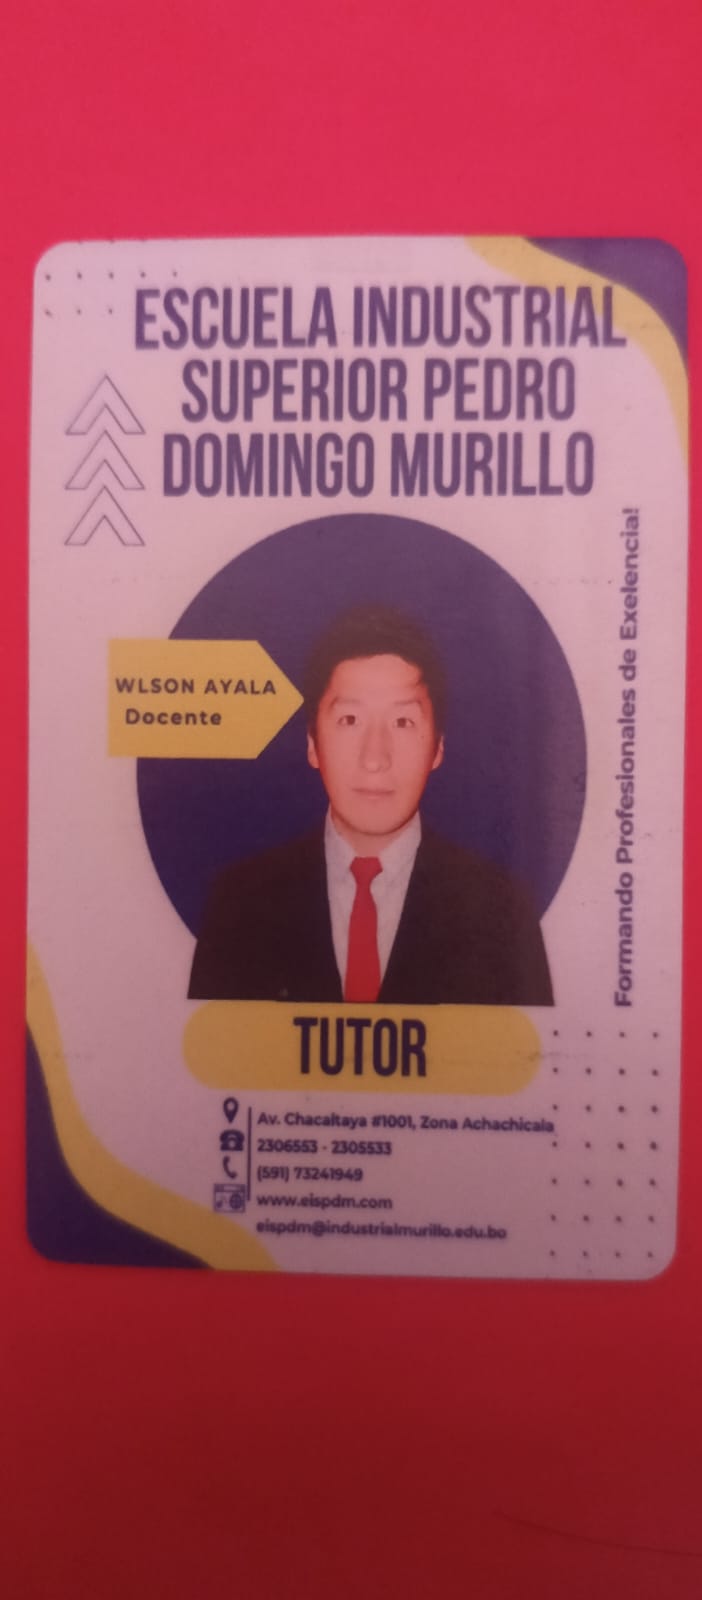 ESCUELA INDUSTRIAL
SUPERIOR PEDRO
DOMINGO MURILLO
WLSON AYALA
Docente
Formando Profesionales de Exelencia!
TUTOR
Av. Chacaltaya #1001, Zona Achachicala
2306553 - 2305533
(591) 73241949
www.eispdm.com
eispdm@industrialmurillo.edu.bo